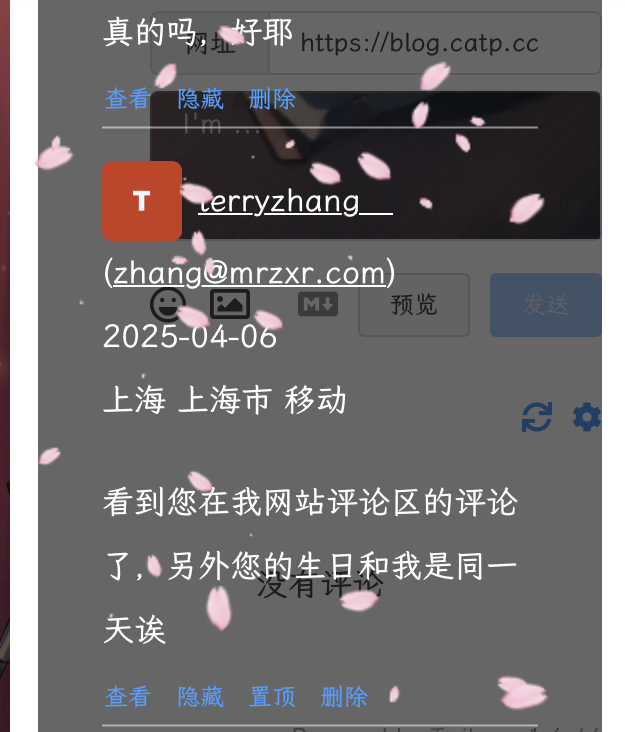 真的吗，好耶
网址
https://blog.catp.cc
查看 隐藏 删除
I'm ...
T
terryzhang__
(zhang@mrzxr.com)
预览
发送
2025-04-06
上海 上海市 移动
看到您在我网站评论区的评论
了，另外您的生日和我是同一
没有评论
天诶
查看 隐藏 置顶 删除